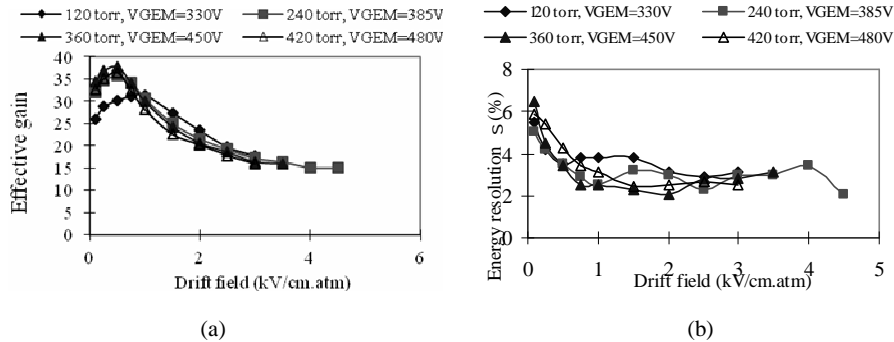 120 torr, VGEM=330V 240 torr, VGEM=385V
360 torr, VGEM=450V 420 torr, VGEM=480V
40
35
30
25
20
15
10
5
0
Effective gain
0 2 4 6
Drift field (kV/cm.atm)
(a)
120 torr, VGEM=330V 240 torr, VGEM=385V
360 torr, VGEM=450V 420 torr, VGEM=480V
8
6
4
2
0
Energy resolution s (%)
0 1 2 3 4 5
Drift field (kV/cm.atm)
(b)